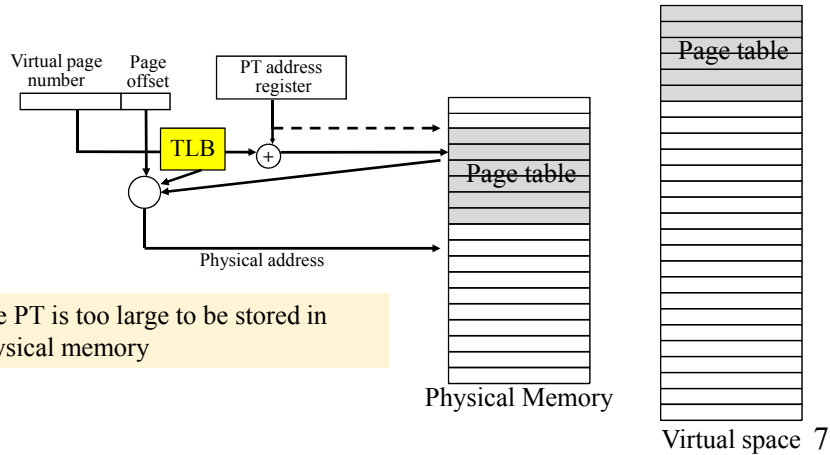 Virtual page
number
Page
offset
PT address
register
TLB
+
Page table
Physical address
PT is too large to be stored in
memory
Physical Memory
Page table
Virtual space 7